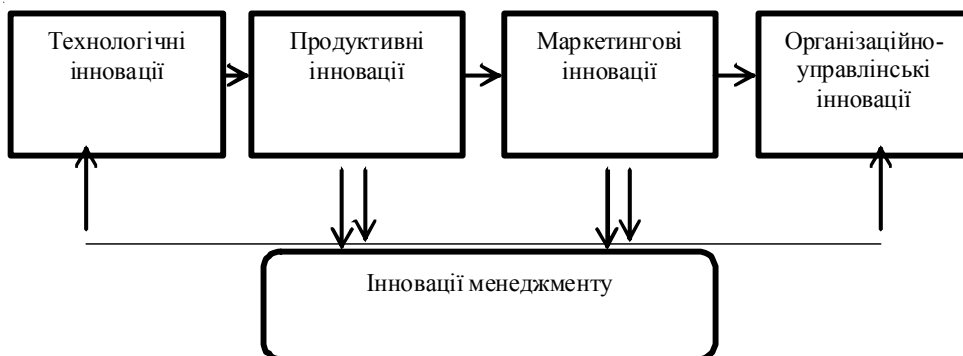 Технологічні
інновації
Продуктивні
інновації
Маркетингові
інновації
Організаційно-
управлінські
інновації
Інновації менеджменту